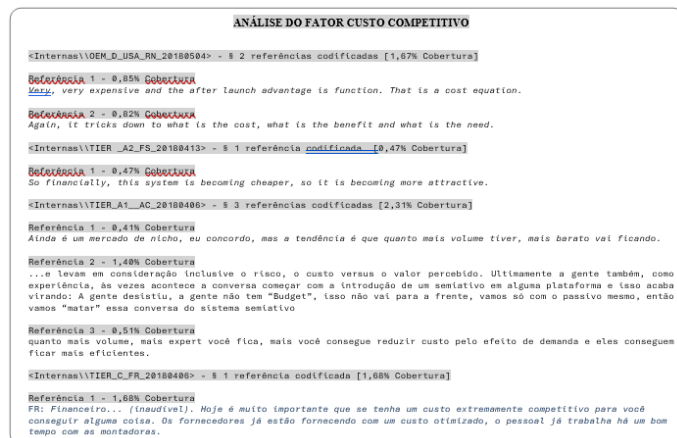 ANÁLISE DO FATOR CUSTO COMPETITIVO
<Internas\\OEM_D_USA_RN_20180504> - § 2 referências codificadas [1,67% Cobertura]
Referência 1 - 0,85% Cobertura
Very, very expensive and the after launch advantage is function. That is a cost equation.
Referência 2 - 0,82% Cobertura
Again, it tricks down to what is the cost, what is the benefit and what is the need.
<Internas\\TIER _A2_FS_20180413> - § 1 referência codificada [0,47% Cobertura]
Referência 1 - 0,47% Cobertura
So financially, this system is becoming cheaper, so it is becoming more attractive.
<Internas\\TIER_A1__AC_20180406> - § 3 referências codificadas [2,31% Cobertura]
Referência 1 - 0,41% Cobertura
Ainda é um mercado de nicho, eu concordo, mas a tendência é que quanto mais volume tiver, mais barato vai ficando.
Referência 2 - 1,40% Cobertura
...e levam em consideração inclusive o risco, o custo versus o valor percebido. Ultimamente a gente também, como
experiência, às vezes acontece a conversa começar com a introdução de um semiativo em alguma plataforma e isso acaba
virando: A gente desistiu, a gente não tem “Budget”, isso não vai para a frente, vamos só com o passivo mesmo, então
vamos “matar” essa conversa do sistema semiativo
Referência 3 - 0,51% Cobertura
quanto mais volume, mais expert você fica, mais você consegue reduzir custo pelo efeito de demanda e eles conseguem
ficar mais eficientes.
<Internas\\TIER_C_FR_20180406> - § 1 referência codificada [1,68% Cobertura]
Referência 1 - 1,68% Cobertura
FR: Financeiro... (inaudível). Hoje é muito importante que se tenha um custo extremamente competitivo para você
conseguir alguma coisa. Os fornecedores já estão fornecendo com um custo otimizado, o pessoal já trabalha há um bom
tempo com as montadoras.